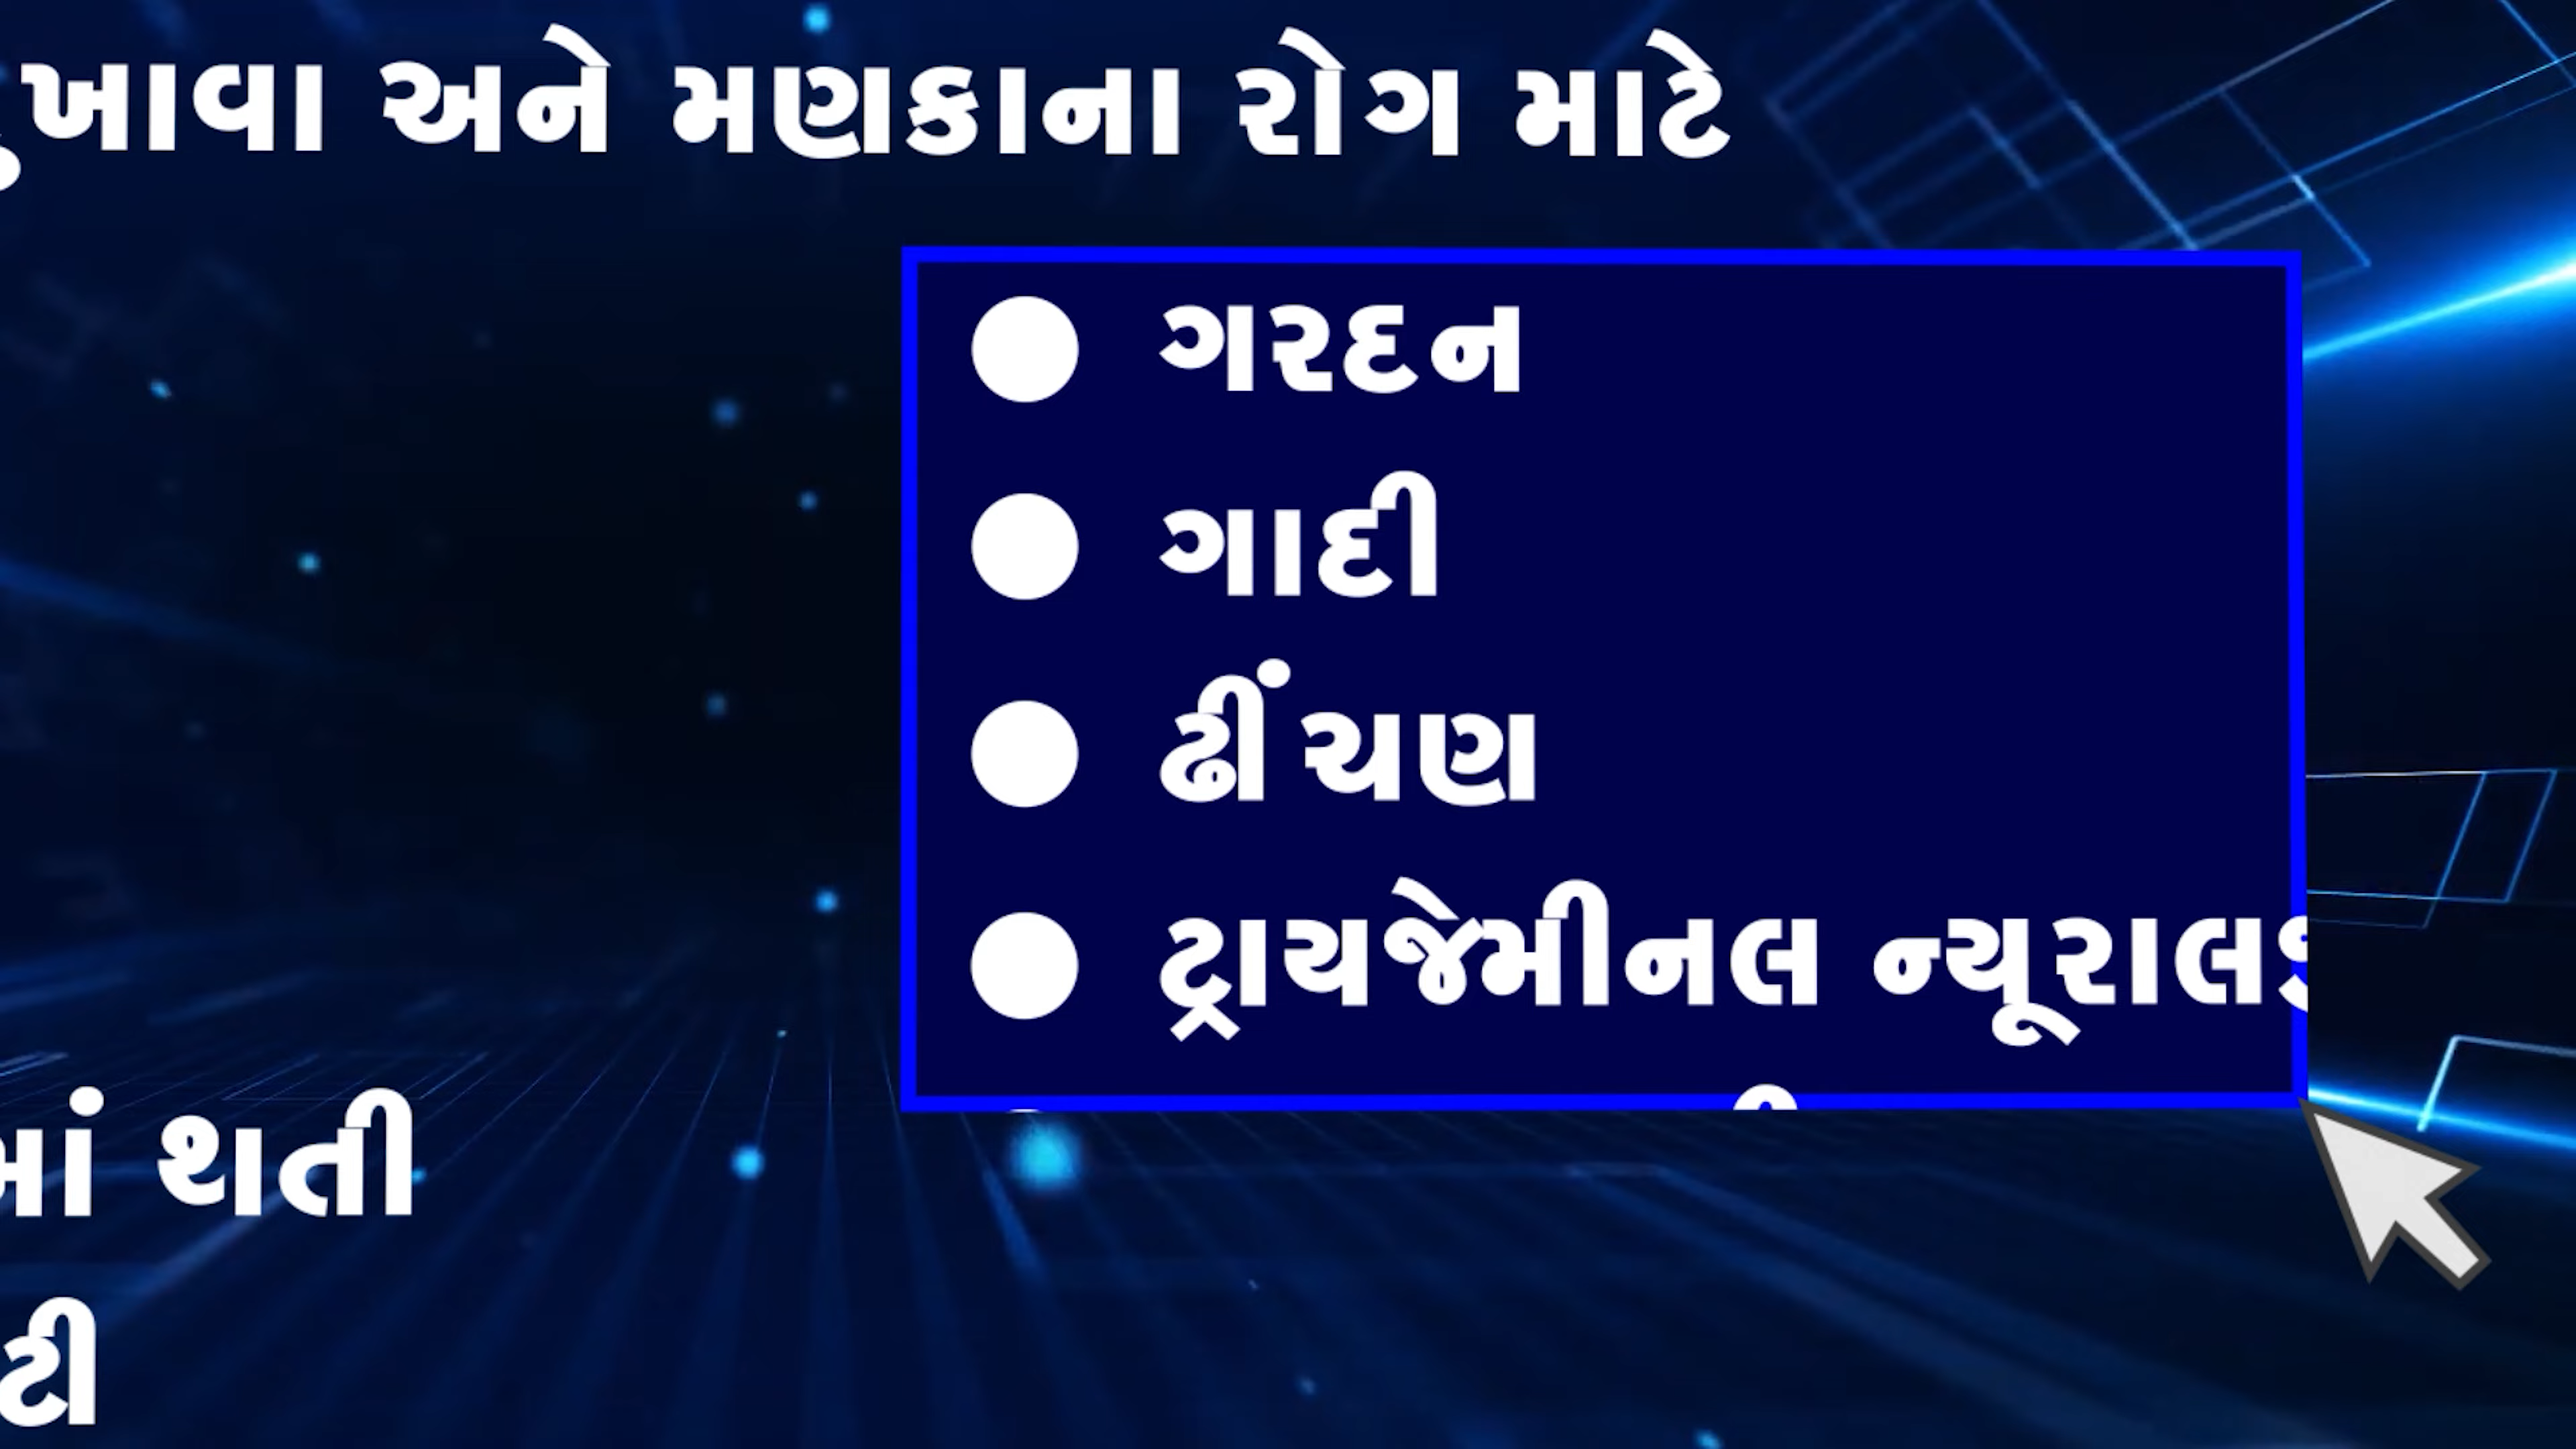 અને મણકાના રોગ માટે
ગરદન
ગાદી
ઢીંચણ
ટ્રાયજેમીનલ
થતી